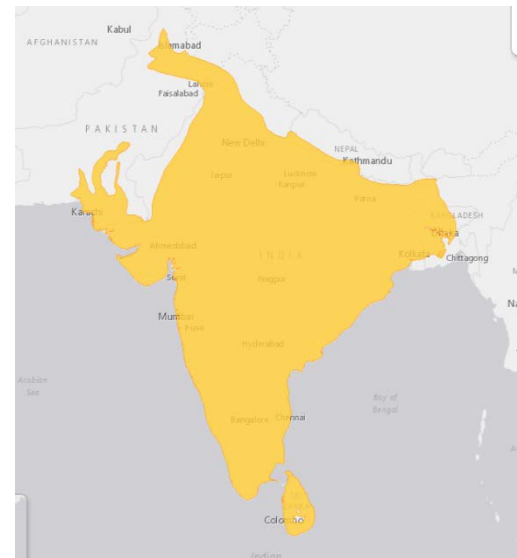 Kabul
AFGHANISTAN
Islamabad
Lahore
Faisalabad
PAKISTAN
New Delhi
NEPAL
Kathmandu
Jaipur
Lucknow
Kanpur
Patna
BANGLADESH
Dhaka
Karachi
Ahmedabad
Kolkata
Chittagong
INDIA
Surat
Nagpur
Mumbai
Pune
Hyderabad
Arabian
Sea
Bay of
Bengal
Bangalore
Chennai
Colombo
Indian